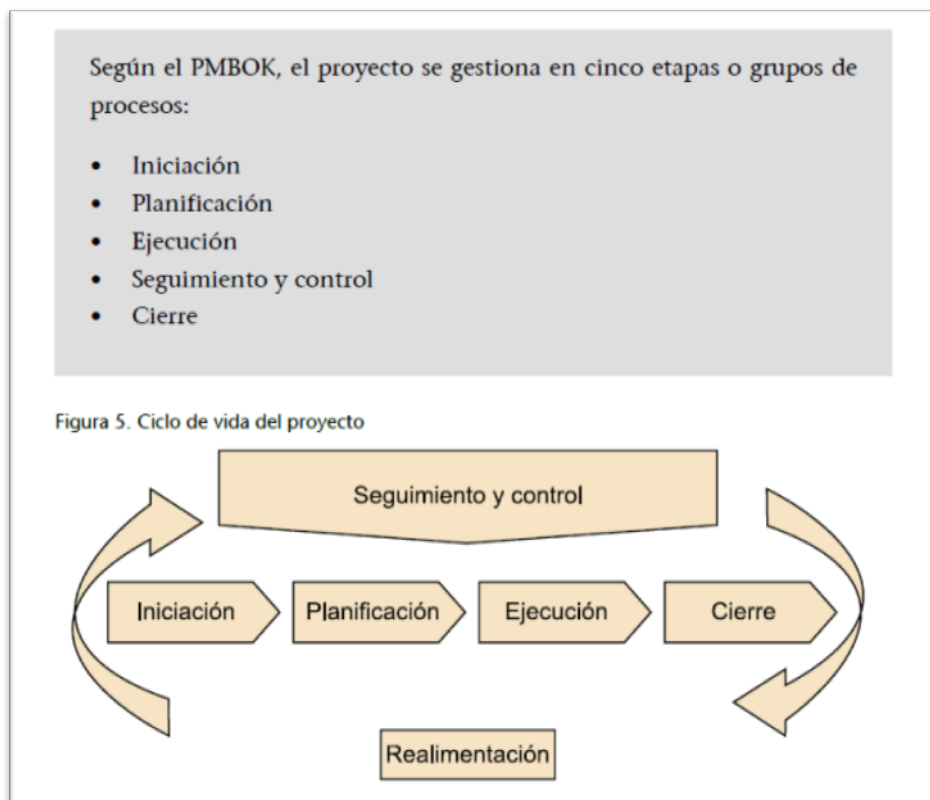 Según el PMBOK, el proyecto se gestiona en cinco etapas o grupos de
procesos:
• Iniciación
• Planificación
• Ejecución
• Seguimiento y control
• Cierre
Figura 5. Ciclo de vida del proyecto
Seguimiento y control
Iniciación
Planificación
Ejecución
Cierre
Realimentación